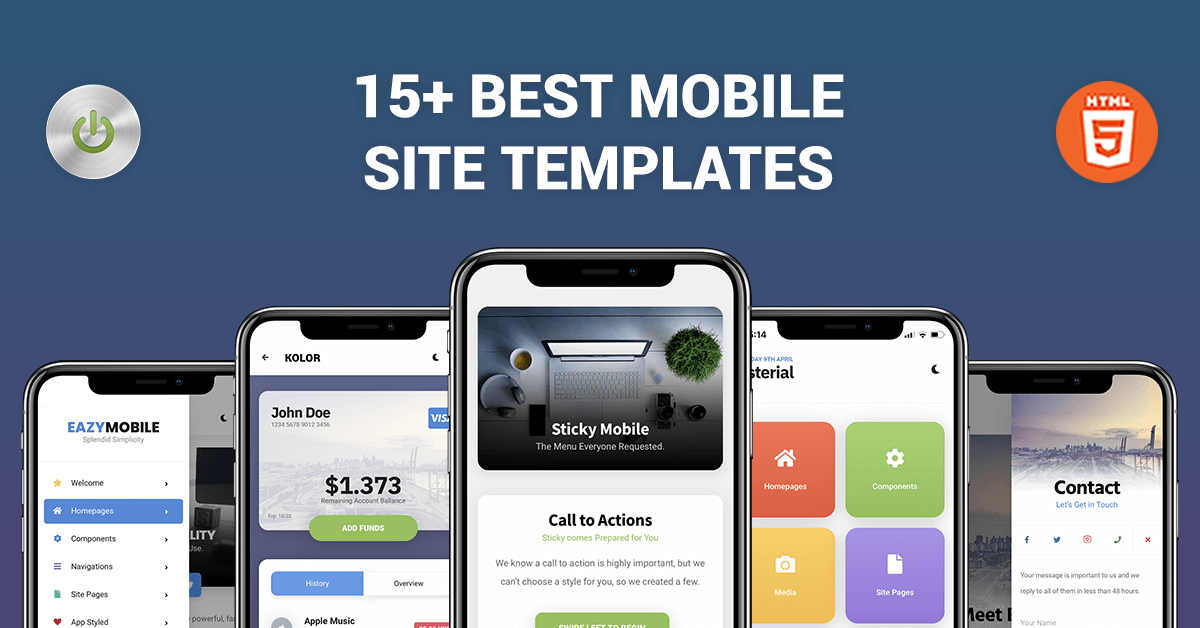 15+ BEST MOBILE
SITE TEMPLATES
HTML
5
EAZYMOBILE
Splendid Simplicity
Welcome
Homepages
Components
Navigations
Site Pages
App Styled
LITY
Use.
powerful, fa
KOLOR
John Doe
1234 5678 9012 3456
VISA
$1.373
Remaining Account Ballance
Exp: 10/22
ADD FUNDS
History
Overview
Apple Music
Sticky Mobile
The Menu Everyone Requested.
Call to Actions
Sticky comes Prepared for You
We know a call to action is highly important, but we
can't choose a style for you, so we created a few.
SWIPE LEFT TO BEGIN
:14
DAY 9TH APRIL
sterial
Homepages
Components
Media
Site Pages
Meet
Contact
Let's Get in Touch
Your message is important to us and we
reply to all of them in less than 48 hours.
Your Name